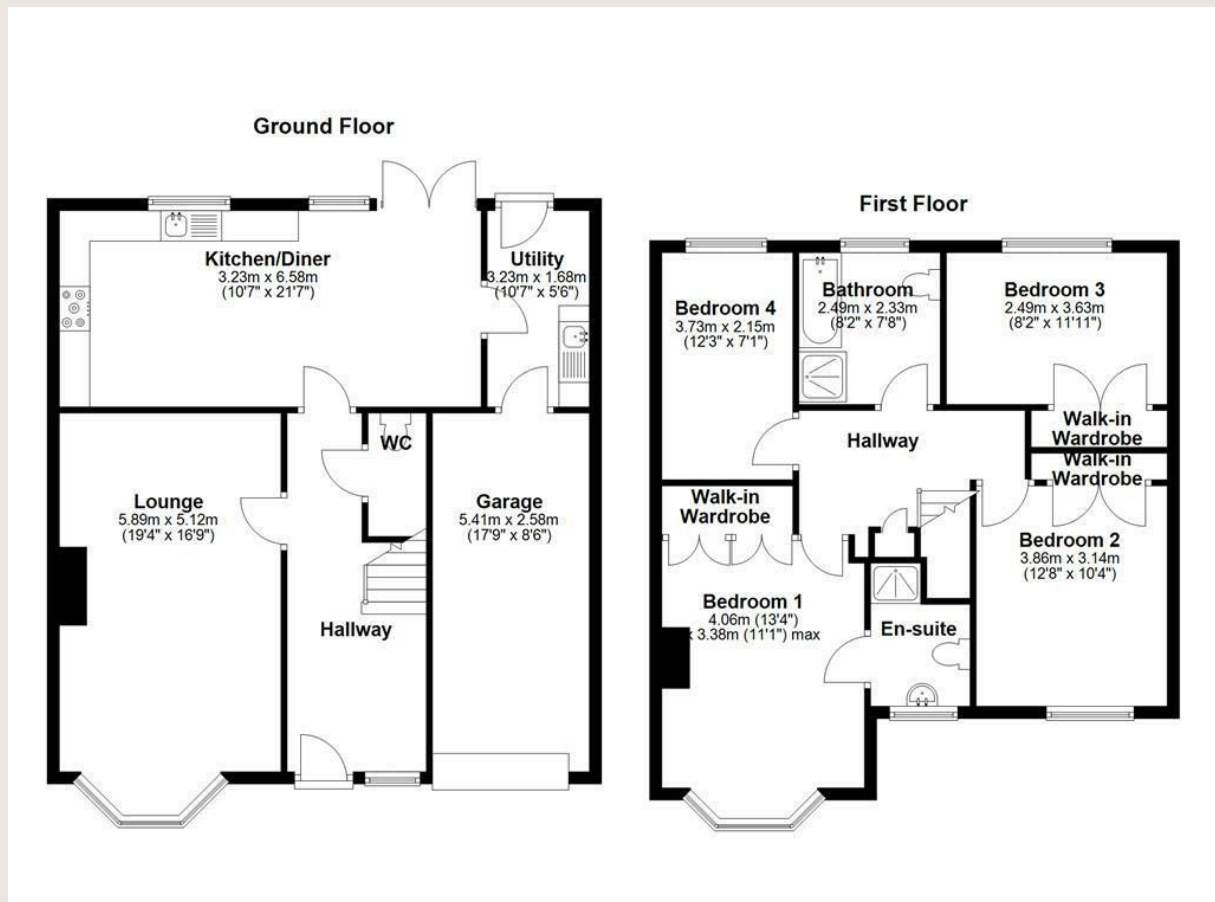 Ground Floor
Kitchen/Diner
3.23m x 6.58m
(10'7" x 21'7")
Utility
3.23m x 1.68m
(10'7" x 5'6")
WC
Lounge
5.89m x 5.12m
(19'4" x 16'9")
Garage
5.41m x 2.58m
(17'9" x 8'6")
Hallway
First Floor
Bedroom 4
3.73m x 2.15m
(12'3" x 7'1")
Bathroom
2.49m x 2.33m
(8'2" x 7'8")
Bedroom 3
2.49m x 3.63m
(8'2" x 11'11")
Hallway
Walk-in
Wardrobe
Walk-in
Wardrobe
Walk-in
Wardrobe
Bedroom 2
3.86m x 3.14m
(12'8" x 10'4")
Bedroom 1
4.06m (13'4")
x 3.38m (11'1") max
En-suite